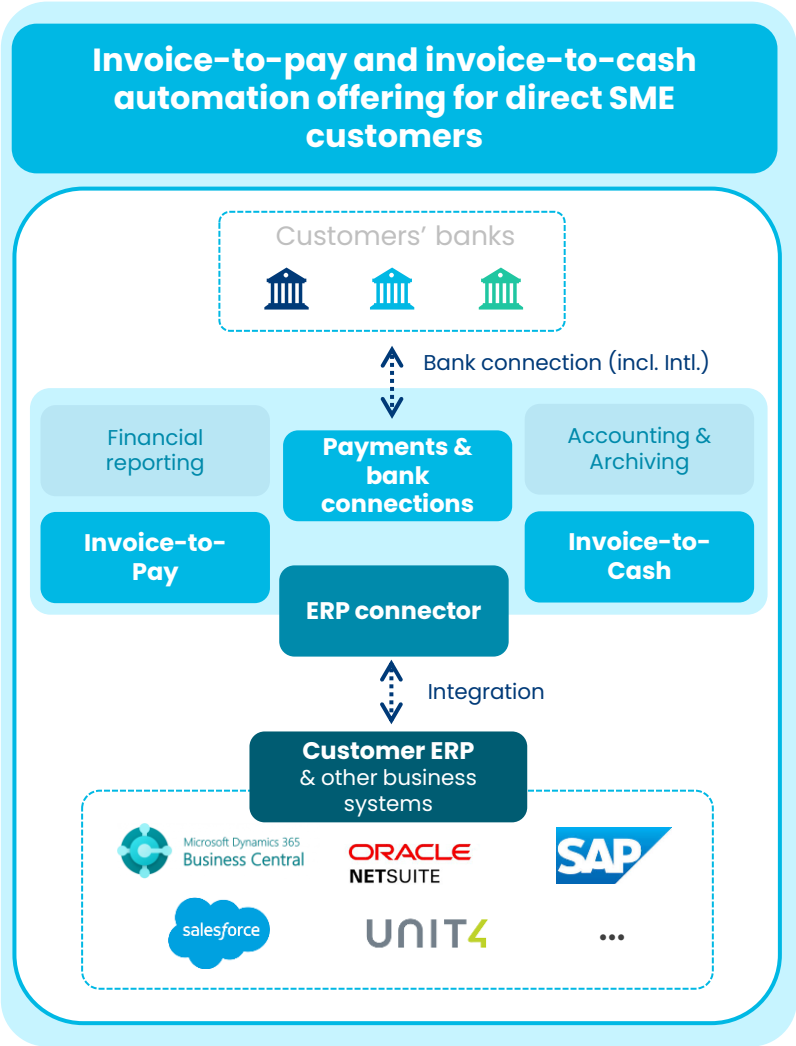 Invoice-to-pay and invoice-to-cash
automation offering for direct SME
customers
Customers’ banks
Bank connection (incl. Intl.)
Financial
reporting
Payments &
bank
connections
Accounting &
Archiving
Invoice-to-
Pay
Invoice-to-
Cash
ERP connector
Integration
Customer ERP
& other business
systems
Microsoft Dynamics 365
Business Central
ORACLE
NETSUITE
SAP
salesforce
UNIT4
...